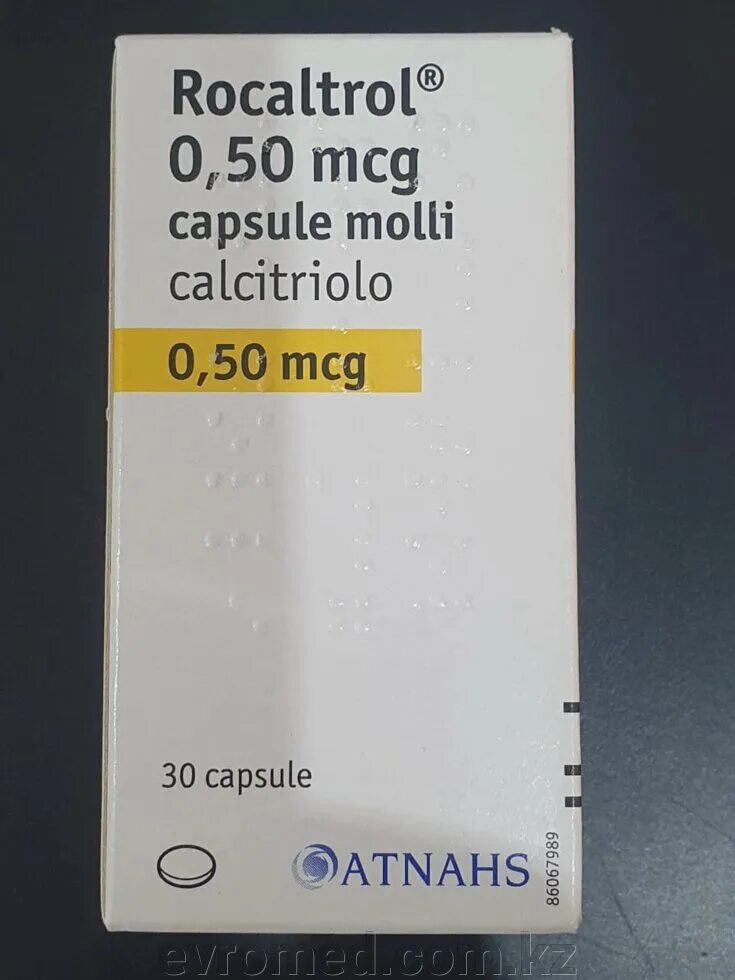 Rocaltrol®
0,50 mcg
capsule molli
calcitriolo
0,50 mcg
30 capsule
ATNAHS
86067989
evromed.com.kz